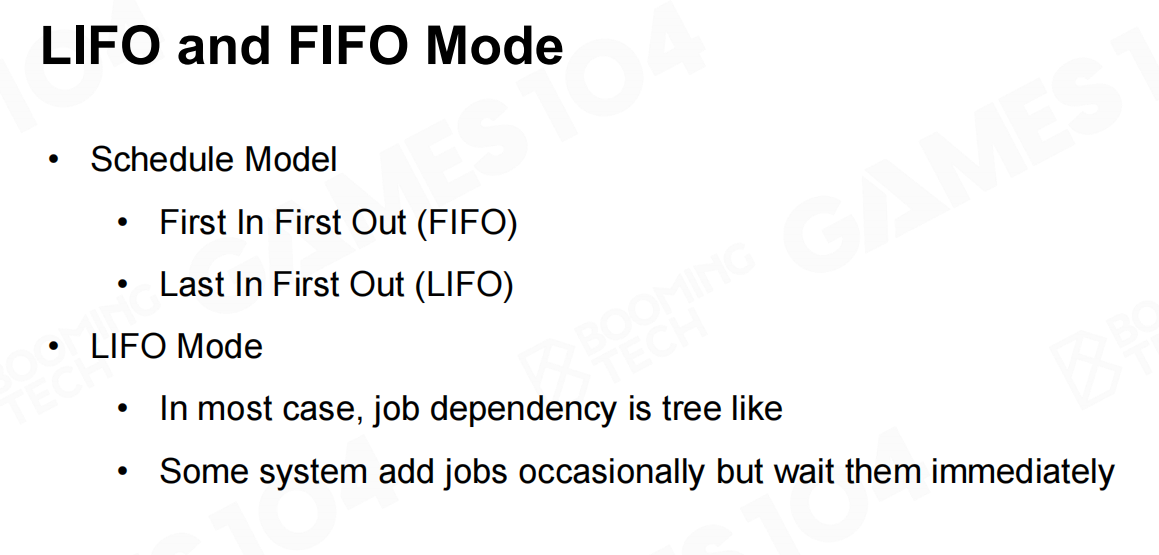 LIFO and FIFO Mode
• Schedule Model
• First In First Out (FIFO)
• Last In First Out (LIFO)
• LIFO Mode
• In most case, job dependency is tree like
• Some system add jobs occasionally but wait them immediately
GAMES104
BOOMING
TECH